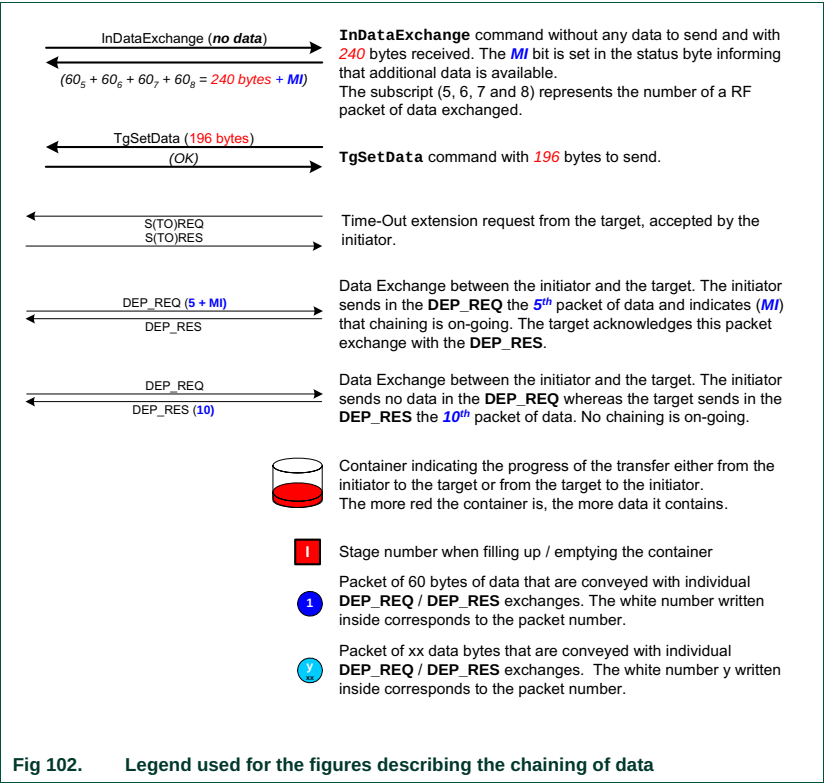 InDataExchange (no data)
(60₅ + 60₆ + 60₇ + 60₈ = 240 bytes + MI)
InDataExchange command without any data to send and with
240 bytes received. The MI bit is set in the status byte informing
that additional data is available.
The subscript (5, 6, 7 and 8) represents the number of a RF
packet of data exchanged.
TgSetData (196 bytes)
(OK)
TgSetData command with 196 bytes to send.
S(TO)REQ
S(TO)RES
Time-Out extension request from the target, accepted by the
initiator.
DEP_REQ (5 + MI)
DEP_RES
Data Exchange between the initiator and the target. The initiator
sends in the DEP_REQ the 5th packet of data and indicates (MI)
that chaining is on-going. The target acknowledges this packet
exchange with the DEP_RES.
DEP_REQ
DEP_RES (10)
Data Exchange between the initiator and the target. The initiator
sends no data in the DEP_REQ whereas the target sends in the
DEP_RES the 10th packet of data. No chaining is on-going.
Container indicating the progress of the transfer either from the
initiator to the target or from the target to the initiator.
The more red the container is, the more data it contains.
I
Stage number when filling up / emptying the container
1
Packet of 60 bytes of data that are conveyed with individual
DEP_REQ / DEP_RES exchanges. The white number written
inside corresponds to the packet number.
y
xx
Packet of xx data bytes that are conveyed with individual
DEP_REQ / DEP_RES exchanges. The white number y written
inside corresponds to the packet number.
Fig 102. Legend used for the figures describing the chaining of data